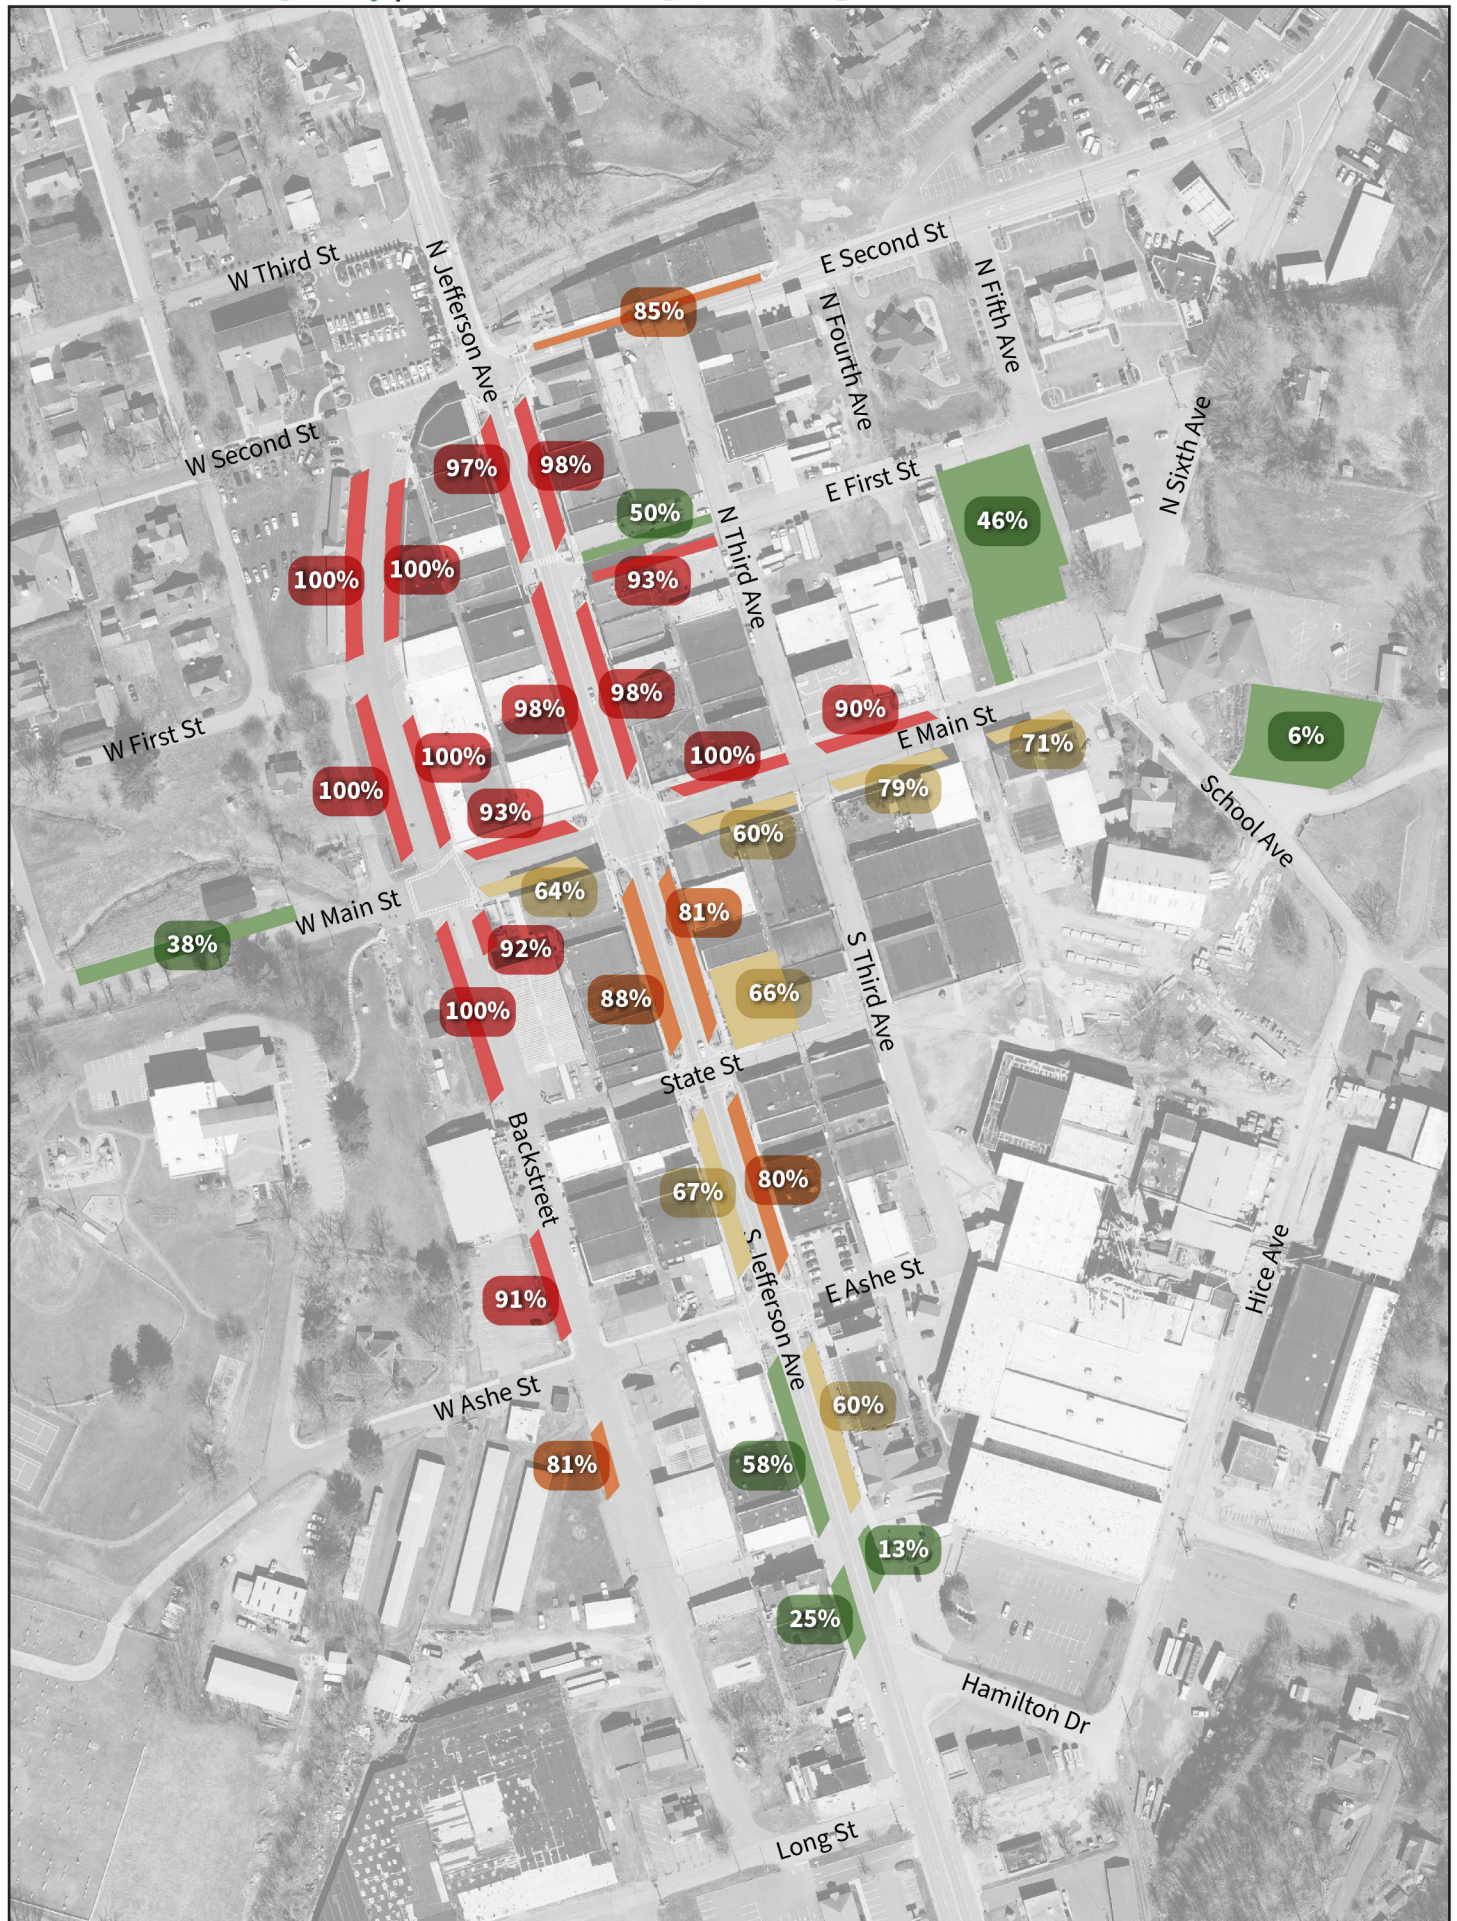 W Third St
N Jefferson Ave
E Second St
N Fifth Ave
N Fourth Ave
85%
W Second St
97%
98%
E First St
N Sixth Ave
50%
46%
N Third Ave
100%
100%
93%
98%
98%
90%
E Main St
W First St
100%
100%
71%
6%
100%
79%
School Ave
93%
60%
64%
W Main St
81%
38%
92%
S Third Ave
88%
66%
100%
State St
Backstreet
67%
80%
S Jefferson Ave
E Ashe St
Hice Ave
91%
W Ashe St
60%
81%
58%
13%
25%
Hamilton Dr
Long St